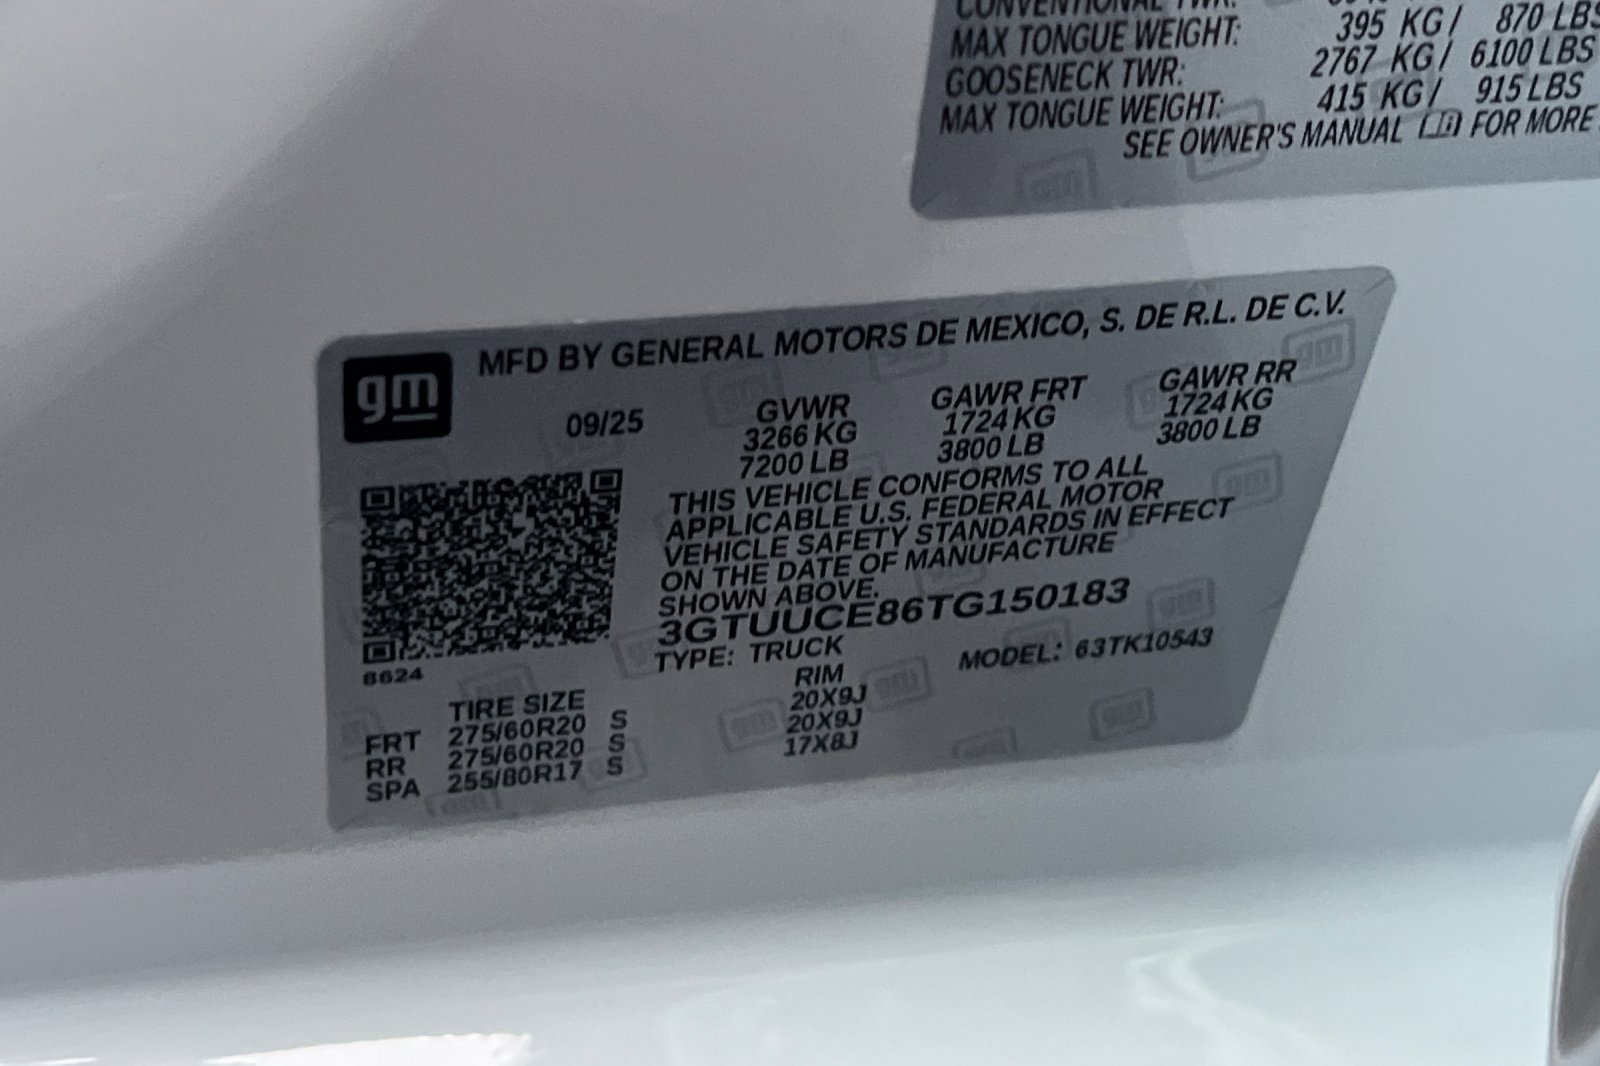 CONVENTIONAL TWR:
MAX TONGUE WEIGHT: 395 KG/ 870 LBS
GOOSENECK TWR: 2767 KG/ 6100 LBS
MAX TONGUE WEIGHT: 415 KG/ 915 LBS
SEE OWNER'S MANUAL FOR MORE
gm
MFD BY GENERAL MOTORS DE MEXICO, S. DE R.L. DE C.V.
09/25 GVWR GAWR FRT GAWR RR
3266 KG 1724 KG 1724 KG
7200 LB 3800 LB 3800 LB
THIS VEHICLE CONFORMS TO ALL
APPLICABLE U.S. FEDERAL MOTOR
VEHICLE SAFETY STANDARDS IN EFFECT
ON THE DATE OF MANUFACTURE
SHOWN ABOVE.
3GTUUCE86TG150183
TYPE: TRUCK MODEL: 63TK10543
8624
TIRE SIZE RIM
FRT 275/60R20 S 20X9J
RR 275/60R20 S 20X9J
SPA 255/80R17 S 17X8J